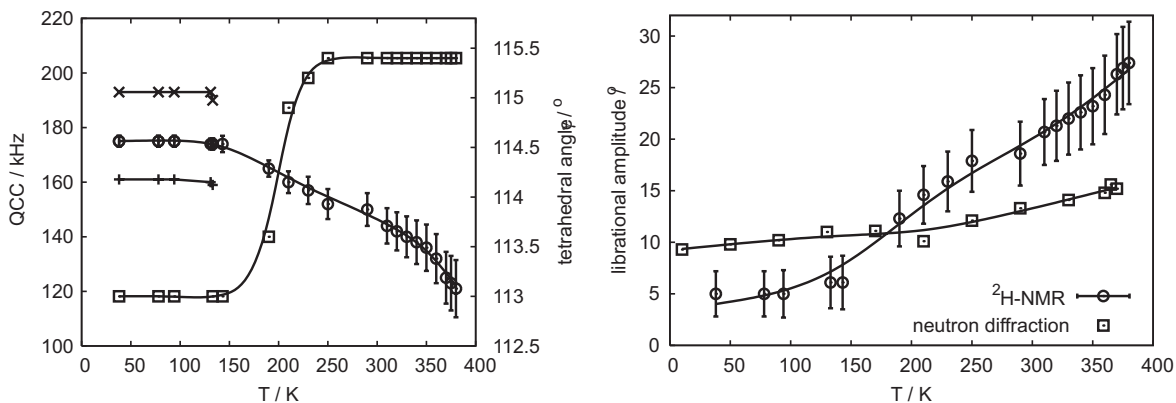 220
200
180
160
140
120
100
QCC / kHz
0 50 100 150 200 250 300 350 400
T / K
115.5
115
114.5
114
113.5
113
112.5
tetrahedral angle / °
30
25
20
15
10
5
0
librational amplitude / °
0 50 100 150 200 250 300 350 400
T / K
²H-NMR
neutron diffraction